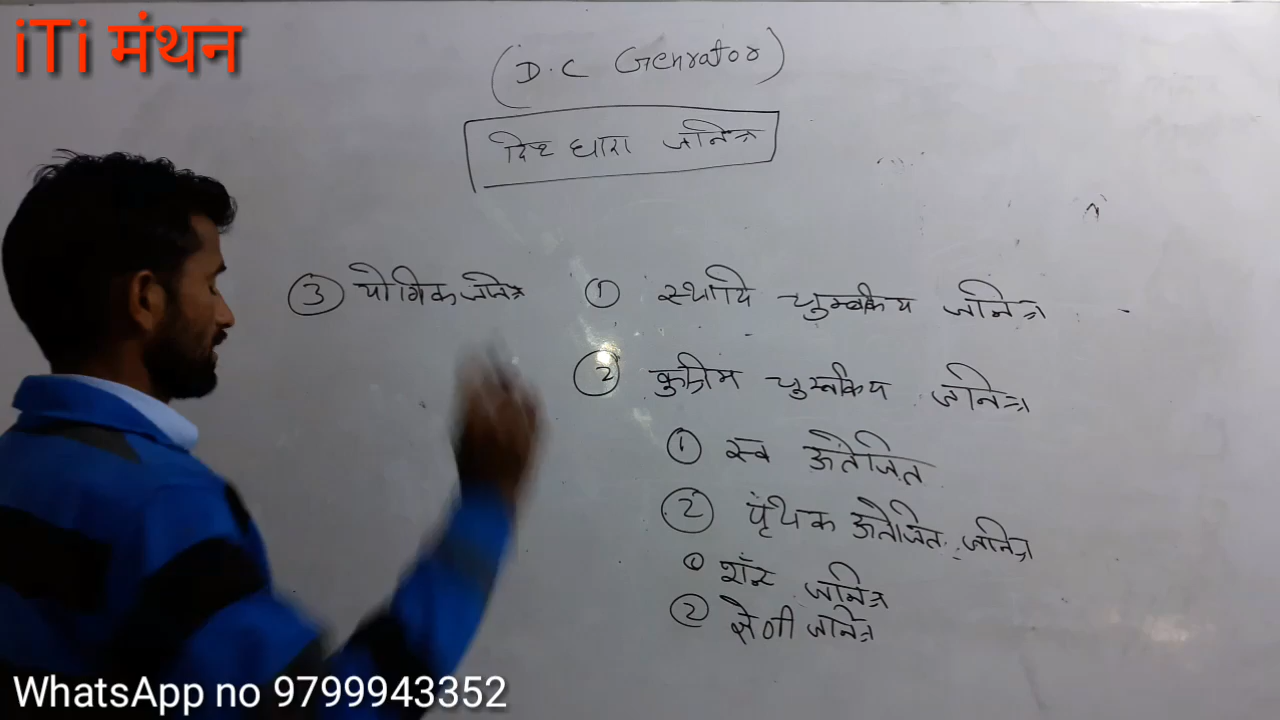 iTi मंथन
(D.C Genrator)
दिष्ट धारा जनित्र
① स्थायि चुम्बकिय जनित्र
② कुत्रिम चुम्बकिय जनित्र
① स्व उतेजित
② पृंथक उतेजित जनित्र
① शॅन्ट जनित्र
② सेणी जनित्र
③ योगिक जनित्र
WhatsApp no 9799943352